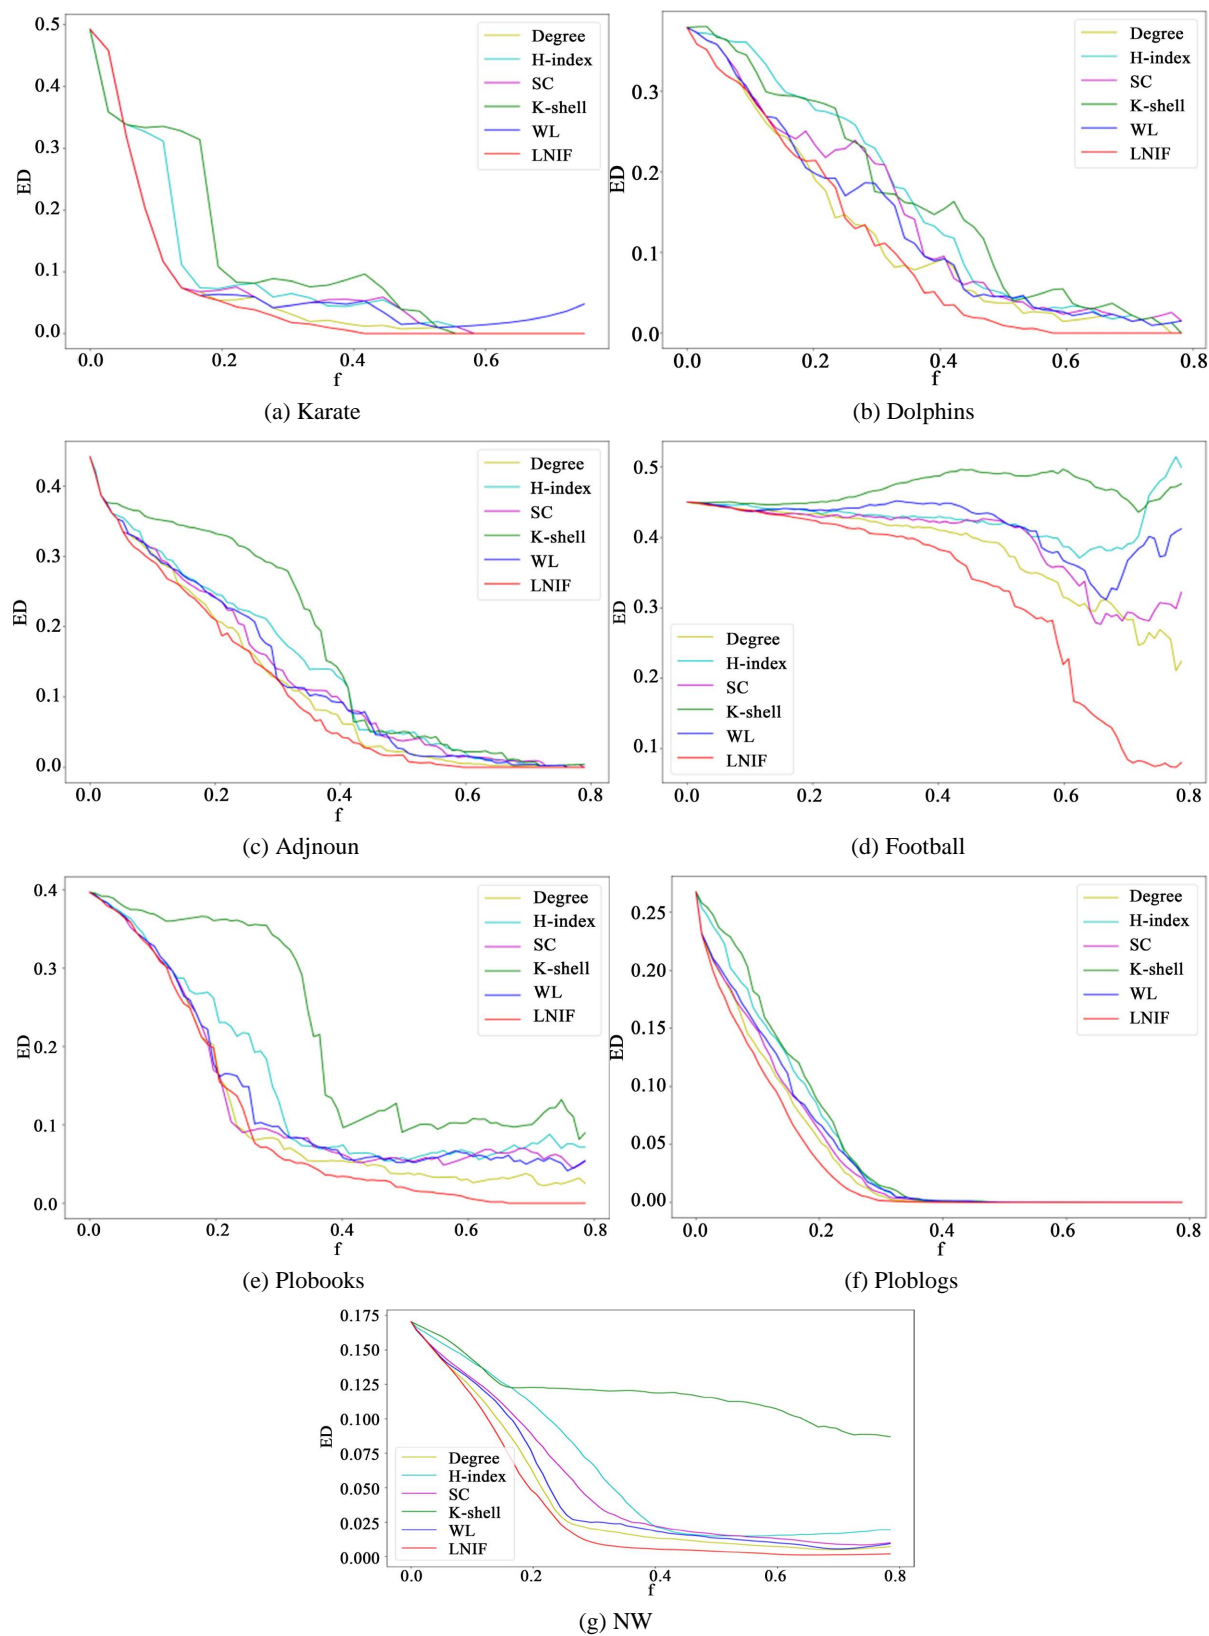 0.5
0.4
0.3
0.2
0.1
0.0
ED
0.0
0.2
0.4
0.6
f
Degree
H-index
SC
K-shell
WL
LNIF
(a) Karate
0.3
0.2
0.1
0.0
ED
0.0
0.2
0.4
0.6
0.8
f
Degree
H-index
SC
K-shell
WL
LNIF
(b) Dolphins
0.4
0.3
0.2
0.1
0.0
ED
0.0
0.2
0.4
0.6
0.8
f
Degree
H-index
SC
K-shell
WL
LNIF
(c) Adjnoun
0.5
0.4
0.3
0.2
0.1
ED
0.0
0.2
0.4
0.6
0.8
Degree
H-index
SC
K-shell
WL
LNIF
(d) Football
0.4
0.3
0.2
0.1
0.0
ED
0.0
0.2
0.4
0.6
0.8
f
Degree
H-index
SC
K-shell
WL
LNIF
(e) Plobooks
0.25
0.20
0.15
0.10
0.05
0.00
ED
0.0
0.2
0.4
0.6
0.8
f
Degree
H-index
SC
K-shell
WL
LNIF
(f) Ploblogs
0.175
0.150
0.125
0.100
0.075
0.050
0.025
0.000
ED
0.0
0.2
0.4
0.6
0.8
f
Degree
H-index
SC
K-shell
WL
LNIF
(g) NW